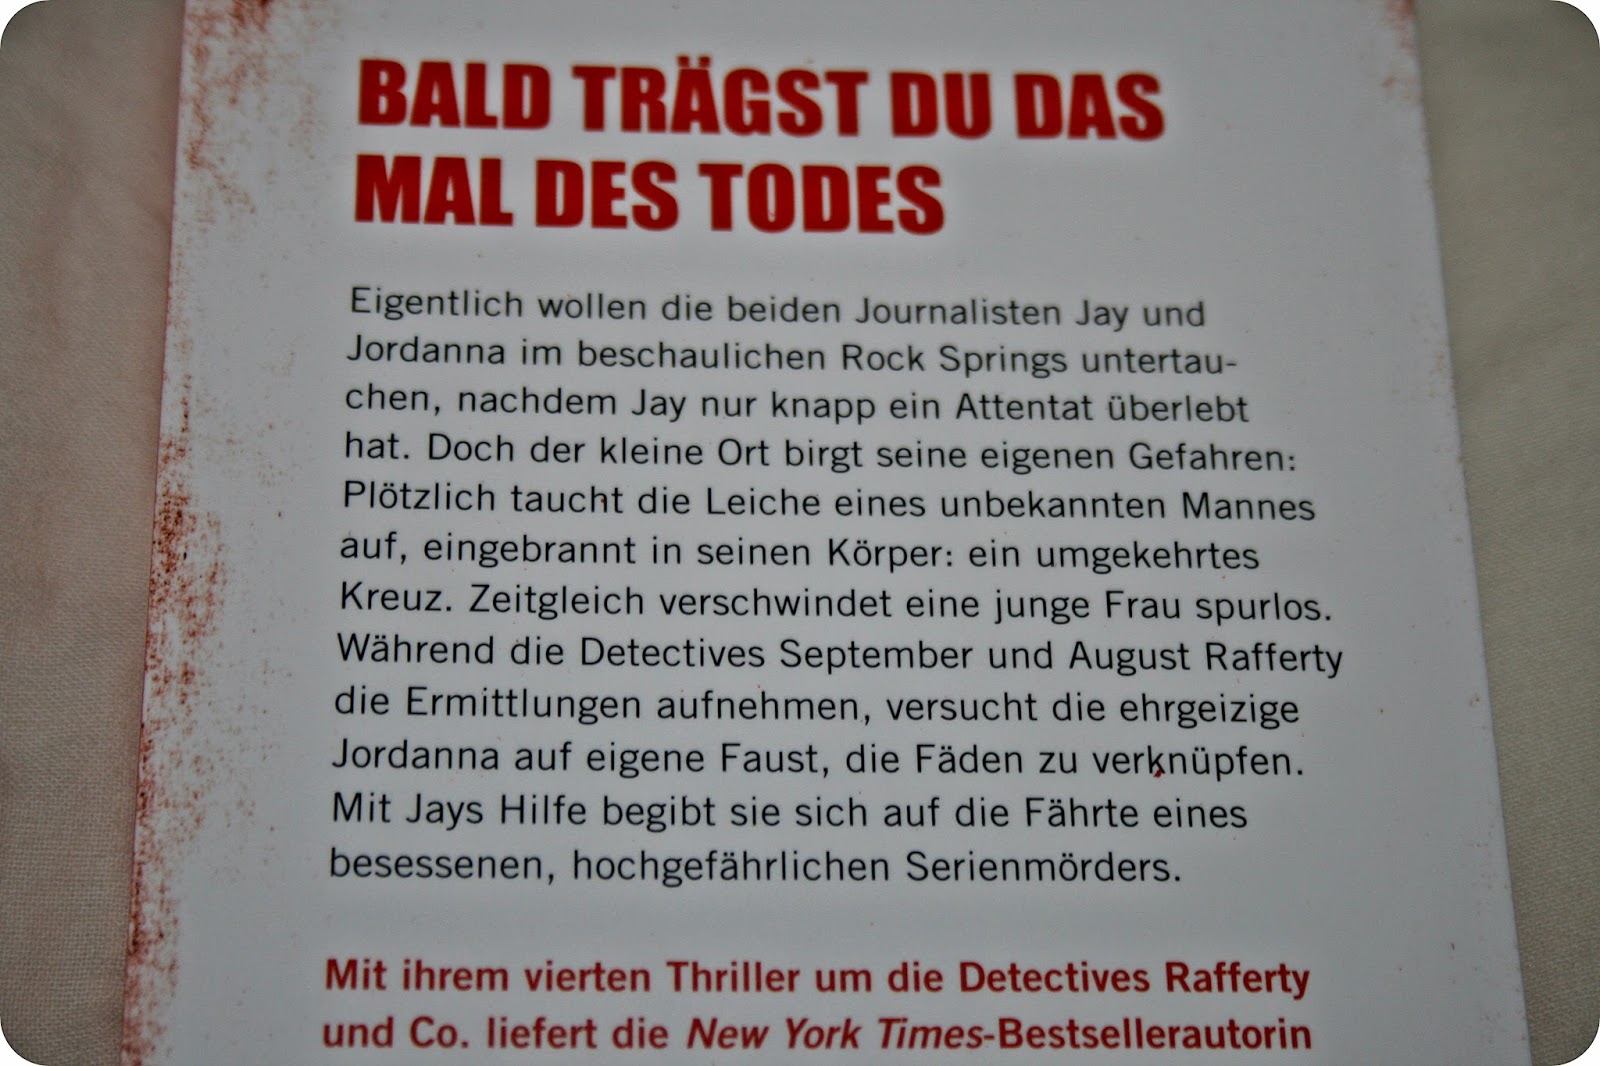 BALD TRÄGST DU DAS
MAL DES TODES
Eigentlich wollen die beiden Journalisten Jay und
Jordanna im beschaulichen Rock Springs untertau-
chen, nachdem Jay nur knapp ein Attentat überlebt
hat. Doch der kleine Ort birgt seine eigenen Gefahren:
Plötzlich taucht die Leiche eines unbekannten Mannes
auf, eingebrannt in seinen Körper: ein umgekehrtes
Kreuz. Zeitgleich verschwindet eine junge Frau spurlos.
Während die Detectives September und August Rafferty
die Ermittlungen aufnehmen, versucht die ehrgeizige
Jordanna auf eigene Faust, die Fäden zu verknüpfen.
Mit Jays Hilfe begibt sie sich auf die Fährte eines
besessenen, hochgefährlichen Serienmörders.
Mit ihrem vierten Thriller um die Detectives Rafferty
und Co. liefert die New York Times-Bestsellerautorin